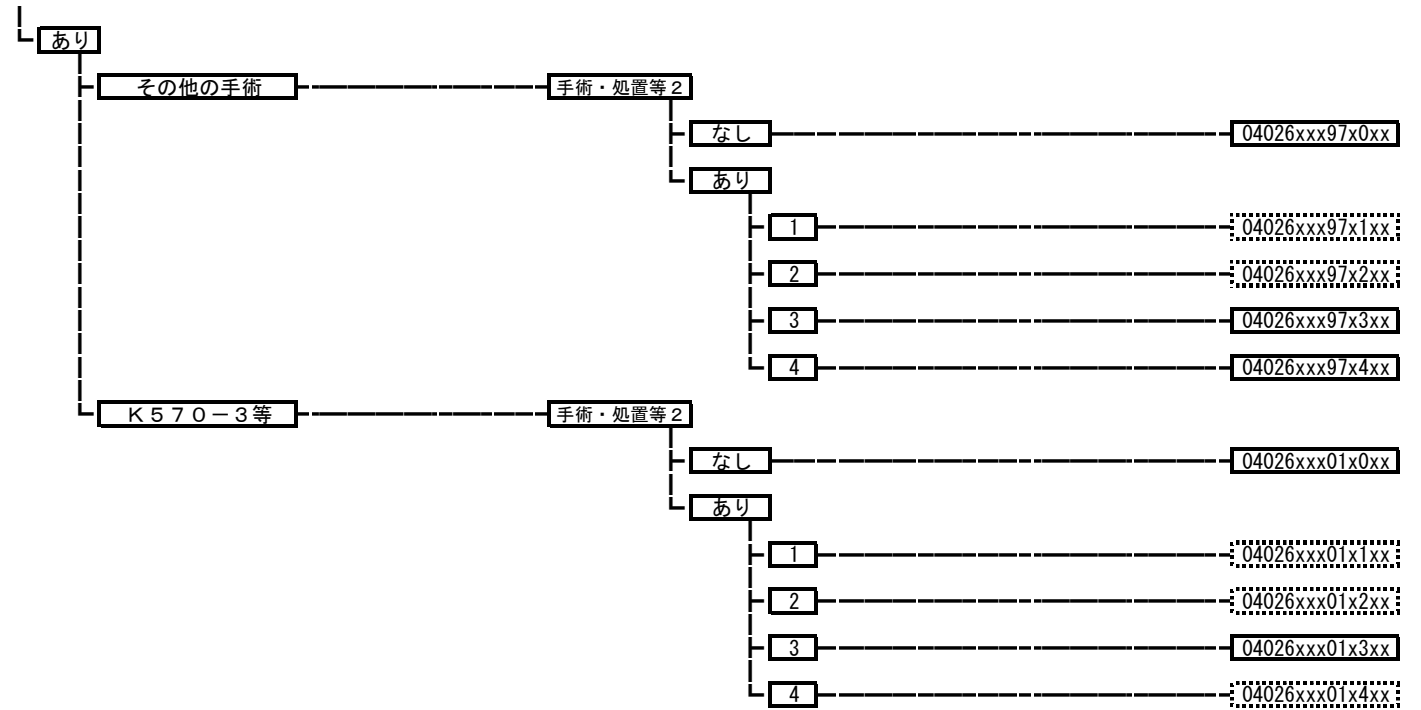 あり
その他の手術 手術・処置等2
なし 04026xxx97x0xx
あり
1 04026xxx97x1xx
2 04026xxx97x2xx
3 04026xxx97x3xx
4 04026xxx97x4xx
K570-3等 手術・処置等2
なし 04026xxx01x0xx
あり
1 04026xxx01x1xx
2 04026xxx01x2xx
3 04026xxx01x3xx
4 04026xxx01x4xx